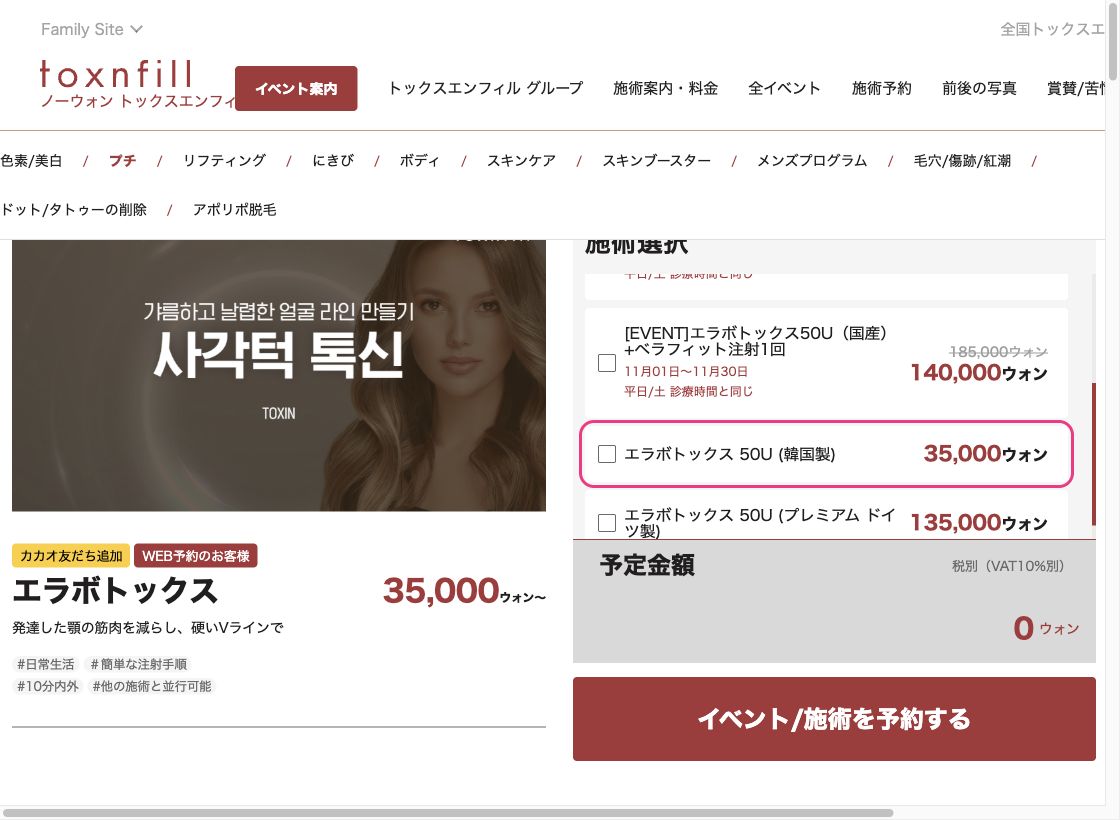 Family Site
全国トックスエ
toxnfill
ノーウォン トックスエンフィ
イベント案内
トックスエンフィル グループ
施術案内・料金
全イベント
施術予約
前後の写真
賞賛/苦情
色素/美白 / プチ / リフティング / にきび / ボディ / スキンケア / スキンブースター / メンズプログラム / 毛穴/傷跡/紅潮 /
ドット/タトゥーの削除 / アポリポ脱毛
갸름하고 날렵한 얼굴 라인 만들기
사각턱 톡신
TOXIN
カカオ友だち追加
WEB予約のお客様
エラボトックス
35,000ウォン〜
発達した顎の筋肉を減らし、硬いVラインで
#日常生活 #簡単な注射手順
#10分内外 #他の施術と並行可能
施術選択
平日/土 診療時間と同じ
[EVENT]エラボトックス50U（国産）
+ベラフィット注射1回
11月01日〜11月30日
平日/土 診療時間と同じ
185,000ウォン
140,000ウォン
エラボトックス 50U (韓国製)
35,000ウォン
エラボトックス 50U (プレミアム ドイ
ツ製)
135,000ウォン
予定金額
税別（VAT10%別）
0 ウォン
イベント/施術を予約する